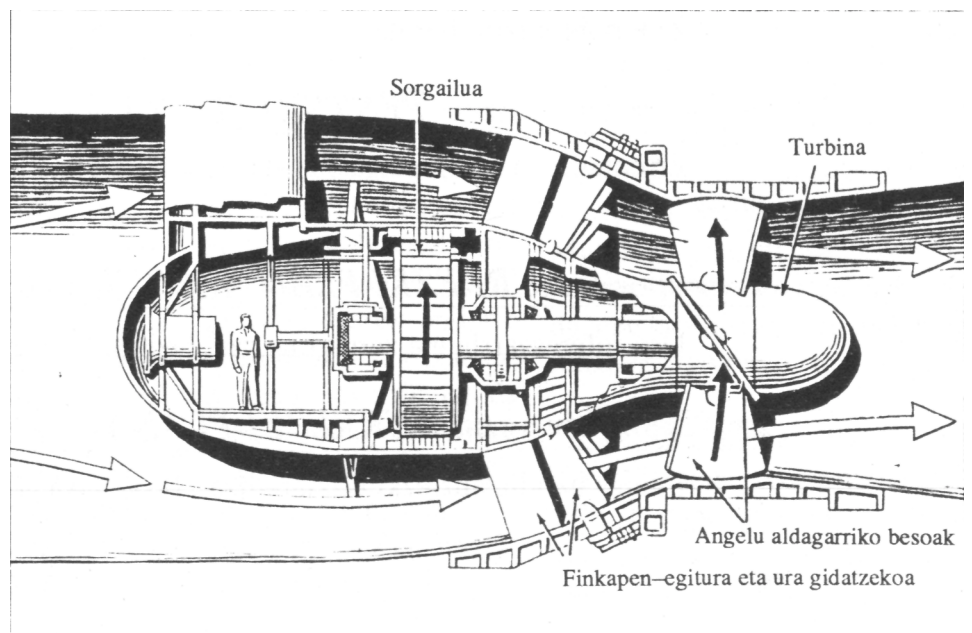 Sorgailua
Turbina
Angelu aldagarriko besoak
Finkapen–egitura eta ura gidatzekoa